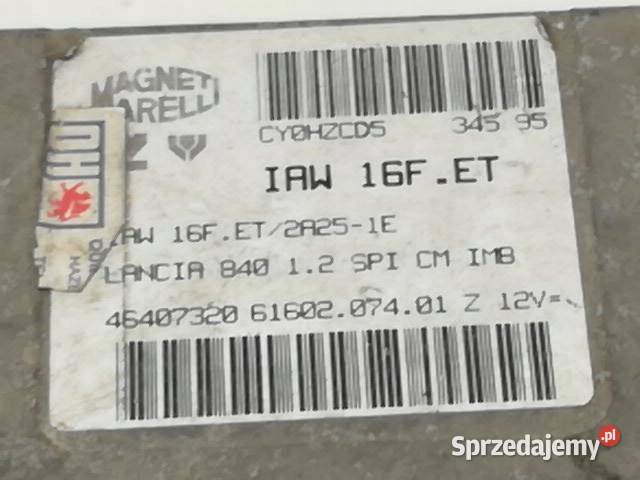 MAGNETI
MARELLI
CY0HZCD5 345 95
IAW 16F.ET
IAW 16F.ET/2A25-1E
LANCIA 840 1.2 SPI CM IMB
46407320 61602.074.01 Z 12V=
Sprzedajemy.pl